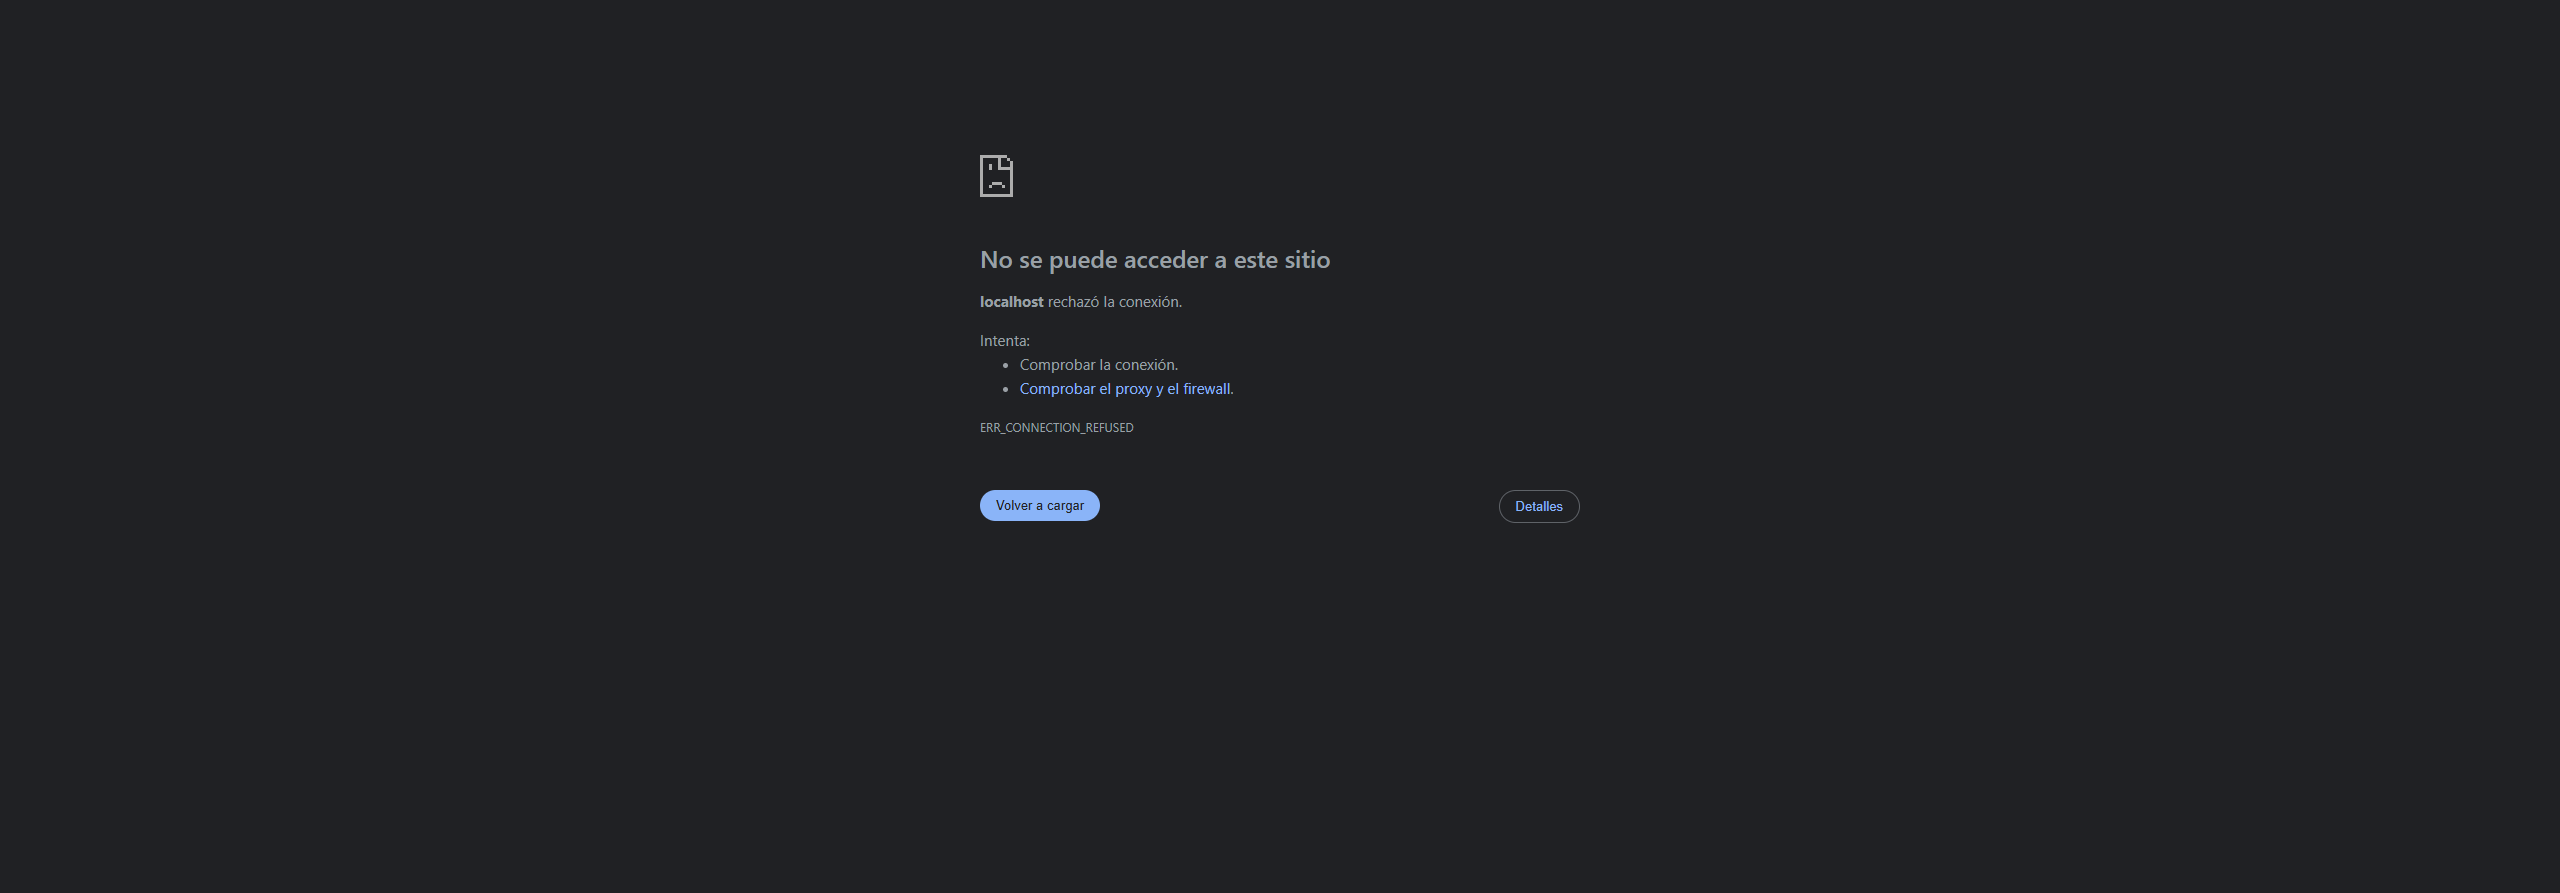 No se puede acceder a este sitio
localhost rechazó la conexión.
Intenta:
Comprobar la conexión.
Comprobar el proxy y el firewall.
ERR_CONNECTION_REFUSED
Volver a cargar
Detalles